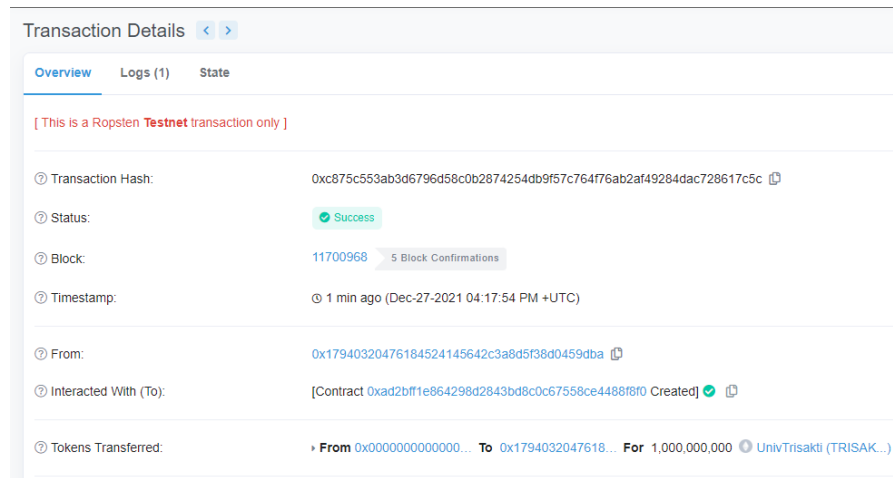 Transaction Details < >
Overview Logs (1) State
[ This is a Ropsten Testnet transaction only ]
Transaction Hash: 0xc875c553ab3d6796d58c0b2874254db9f57c764f76ab2af49284dac728617c5c
Status: Success
Block: 11700968 5 Block Confirmations
Timestamp: 1 min ago (Dec-27-2021 04:17:54 PM +UTC)
From: 0x17940320476184524145642c3a8d5f38d0459dba
Interacted With (To): [Contract 0xad2bff1e864298d2843bd8c0c67558ce4488f8f0 Created]
Tokens Transferred: From 0x0000000000000... To 0x1794032047618... For 1,000,000,000 UnivTrisakti (TRISAK...)